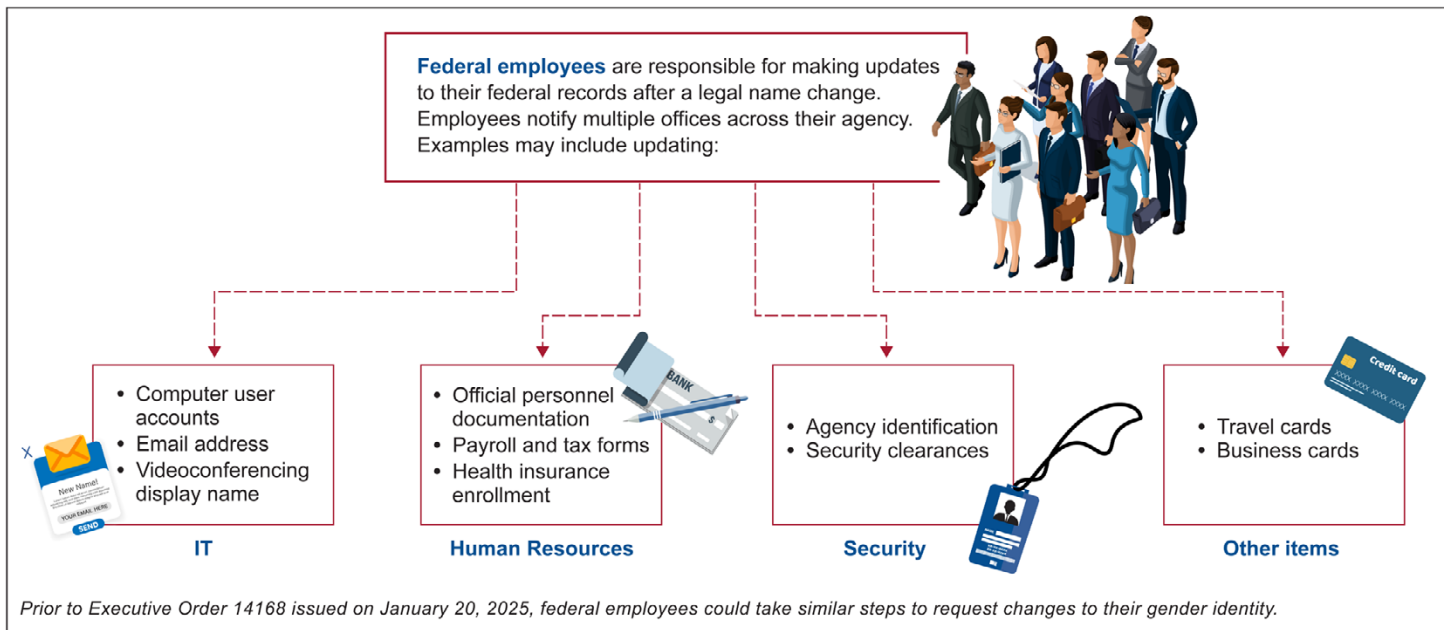 Federal employees are responsible for making updates
to their federal records after a legal name change.
Employees notify multiple offices across their agency.
Examples may include updating:
• Computer user
accounts
• Email address
• Videoconferencing
display name
X
New Name!
YOUR EMAIL HERE
SEND
IT
• Official personnel
documentation
• Payroll and tax forms
• Health insurance
enrollment
BANK
$
Human Resources
• Agency identification
• Security clearances
Security
Credit card
XXXX XXXX XXXX XXXX
• Travel cards
• Business cards
Other items
Prior to Executive Order 14168 issued on January 20, 2025, federal employees could take similar steps to request changes to their gender identity.